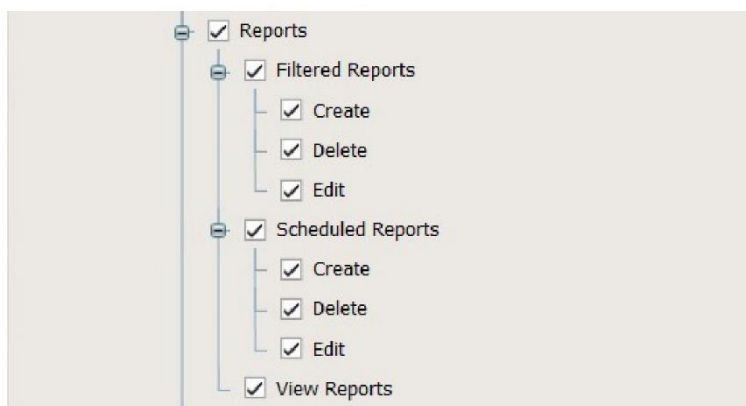 Reports
Filtered Reports
Create
Delete
Edit
Scheduled Reports
Create
Delete
Edit
View Reports